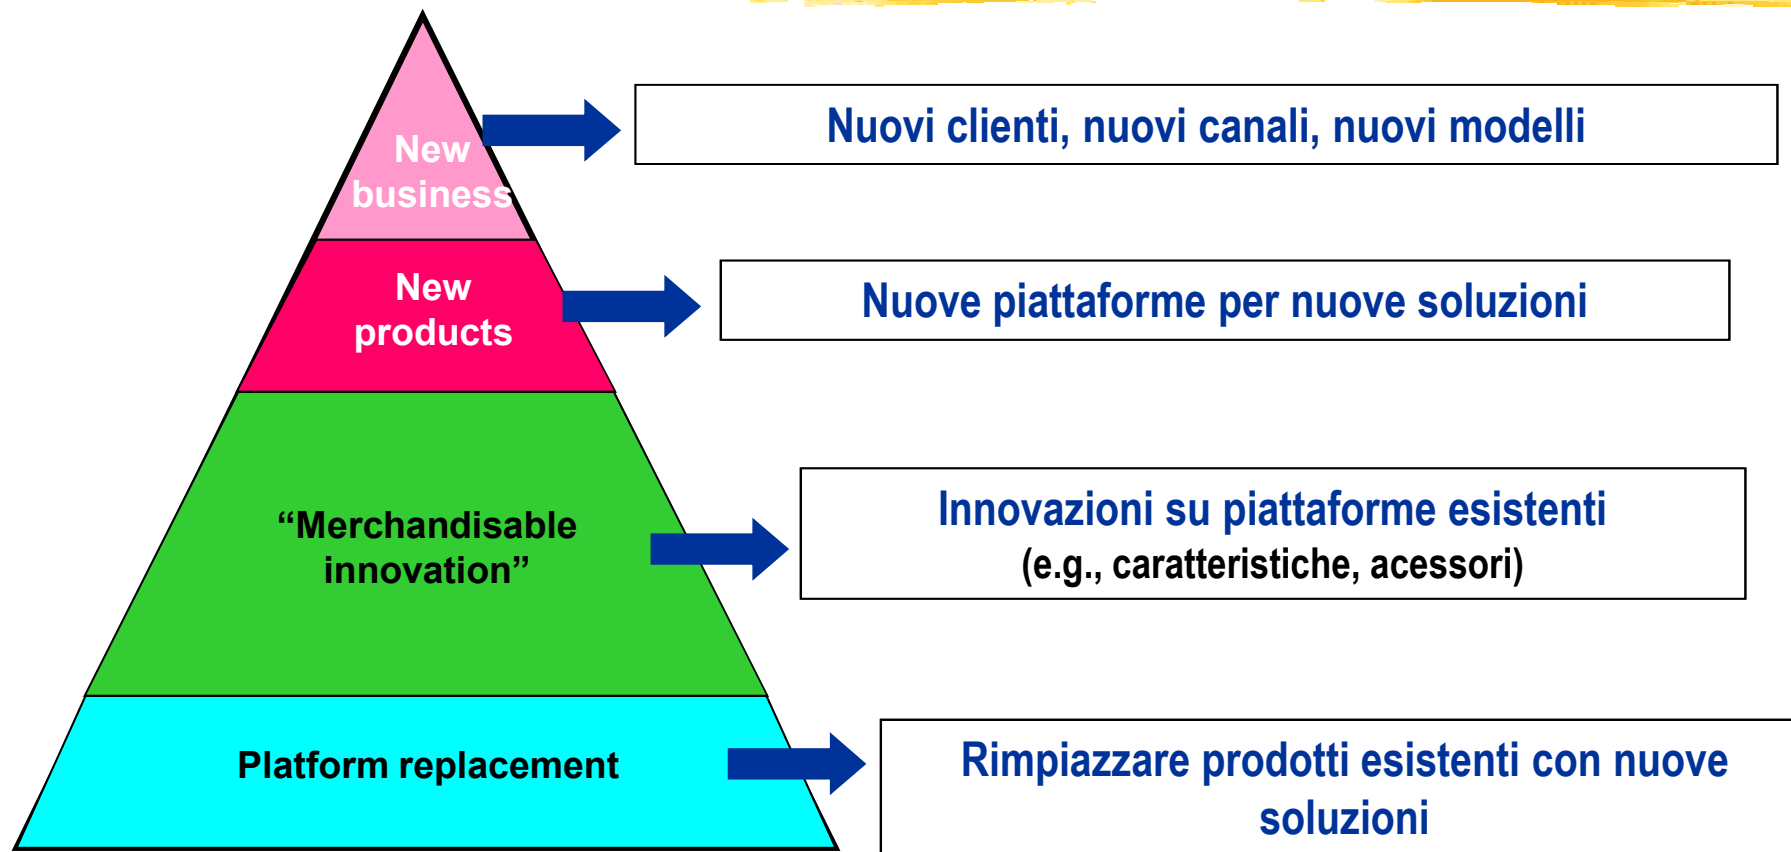 New
business
Nuovi clienti, nuovi canali, nuovi modelli
New
products
Nuove piattaforme per nuove soluzioni
“Merchandisable
innovation”
Innovazioni su piattaforme esistenti
(e.g., caratteristiche, acessori)
Platform replacement
Rimpiazzare prodotti esistenti con nuove
soluzioni